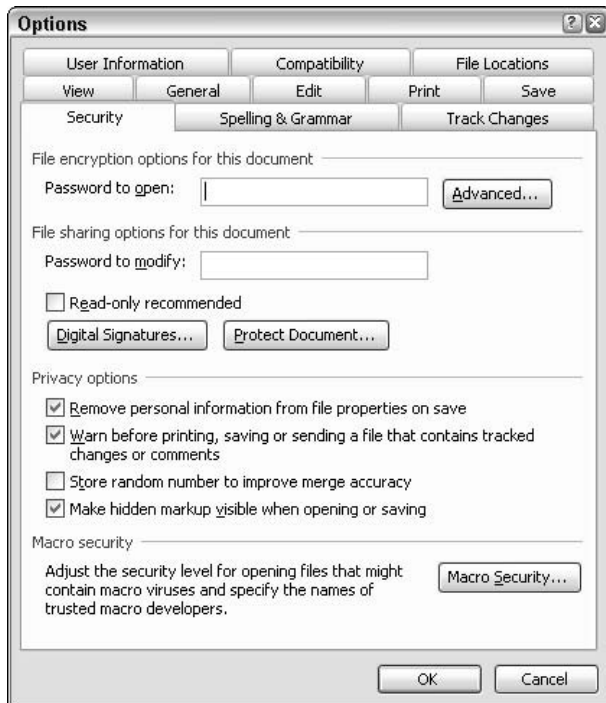 Options
User Information Compatibility File Locations
View General Edit Print Save
Security Spelling & Grammar Track Changes
File encryption options for this document
Password to open: Advanced...
File sharing options for this document
Password to modify:
Read-only recommended
Digital Signatures... Protect Document...
Privacy options
Remove personal information from file properties on save
Warn before printing, saving or sending a file that contains tracked
changes or comments
Store random number to improve merge accuracy
Make hidden markup visible when opening or saving
Macro security
Adjust the security level for opening files that might
contain macro viruses and specify the names of
trusted macro developers.
Macro Security...
OK Cancel